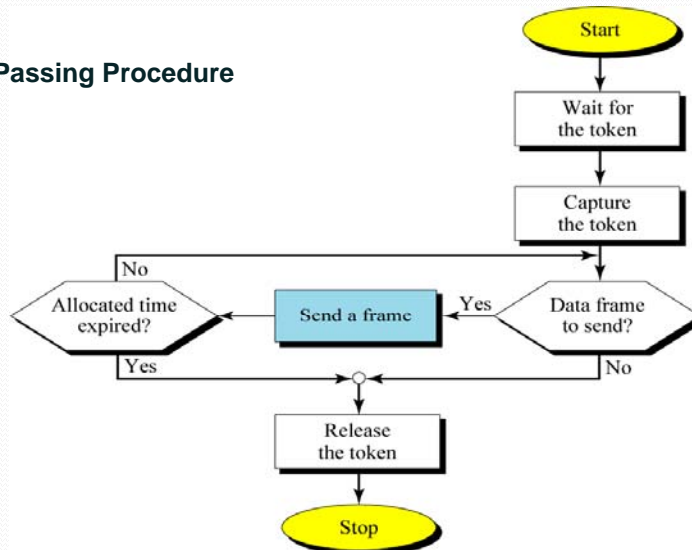 Passing Procedure
Start
Wait for
the token
Capture
the token
No
Allocated time
expired?
Send a frame
Yes
Data frame
to send?
Yes
No
Release
the token
Stop